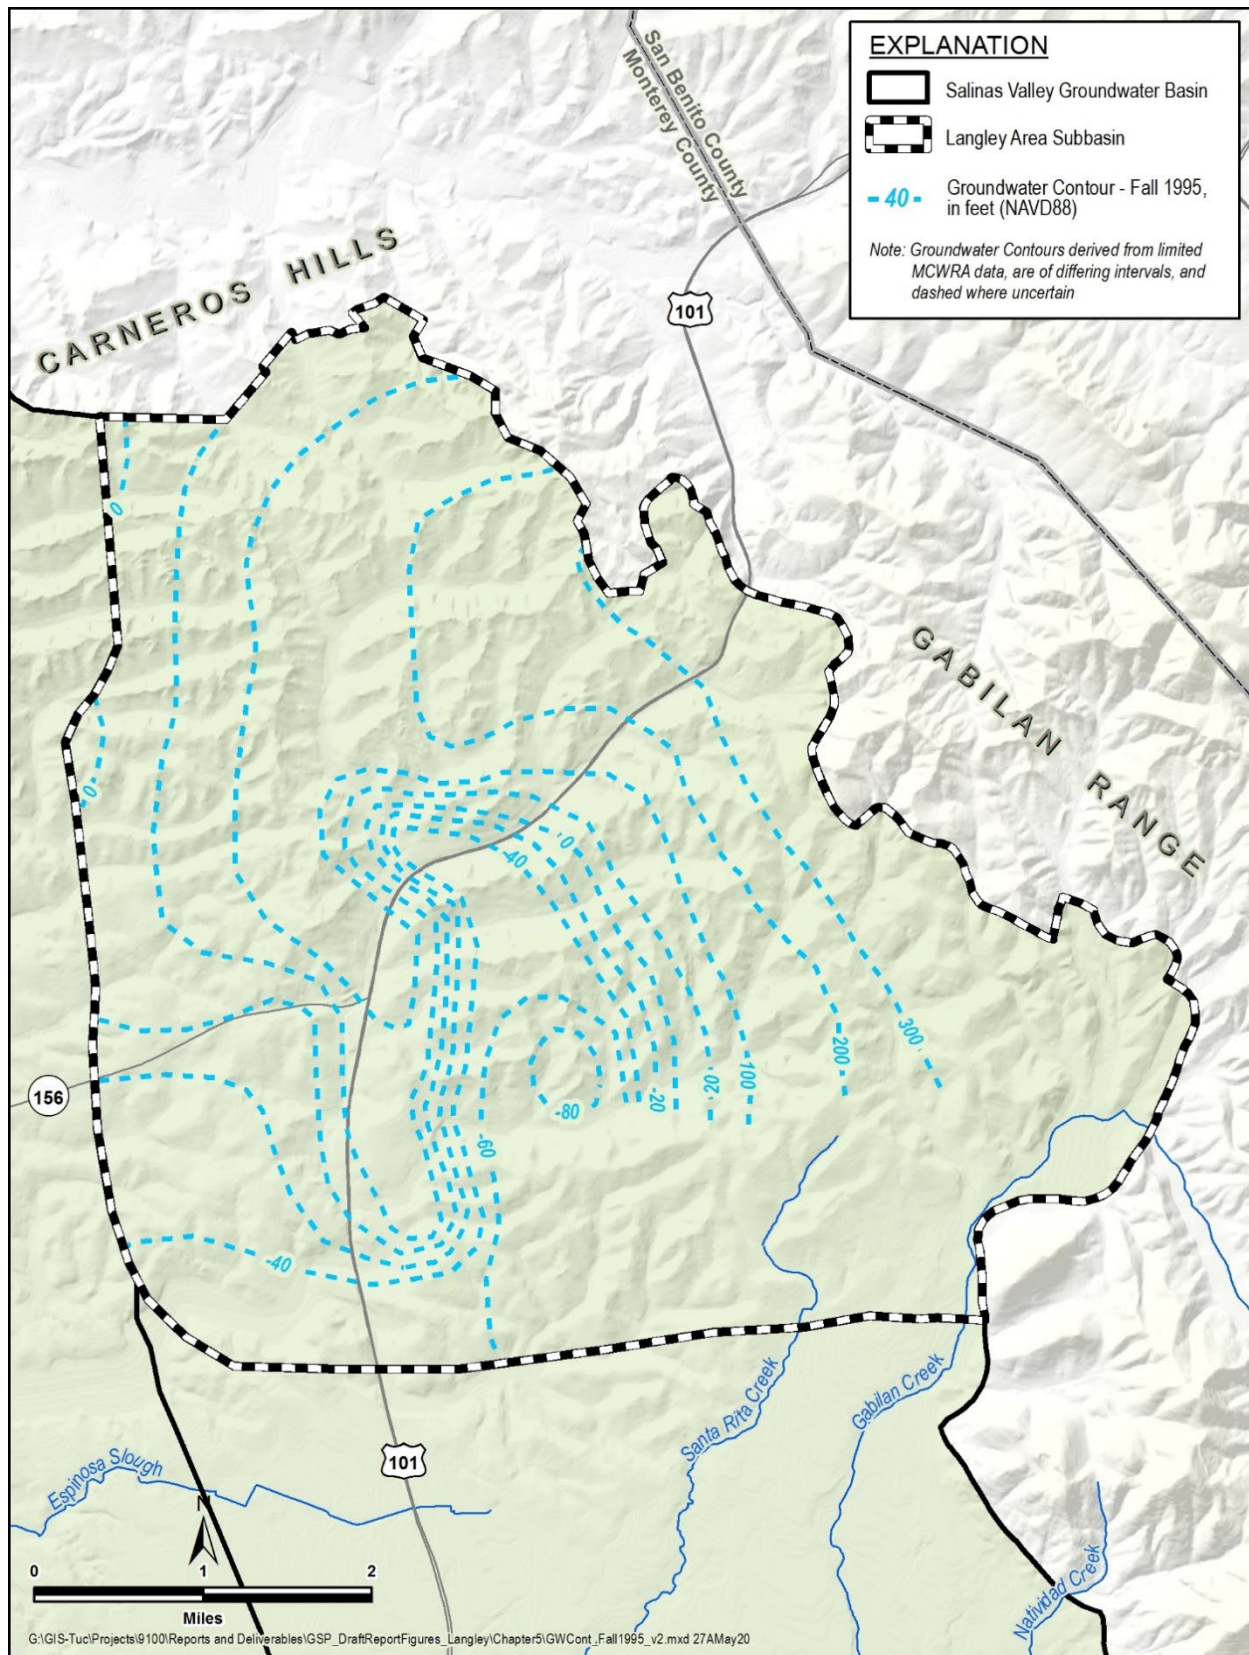 EXPLANATION
Salinas Valley Groundwater Basin
Langley Area Subbasin
- 40 -
Groundwater Contour - Fall 1995,
in feet (NAVD88)
Note: Groundwater Contours derived from limited
MCWRA data, are of differing intervals, and
dashed where uncertain
San Benito County
Monterey County
CARNEROS HILLS
101
GABILAN RANGE
0
0
0
-40
300
200
100
20
-20
-80
-60
-40
156
101
Santa Rita Creek
Gabilan Creek
Natividad Creek
Espinosa Slough
N
0
1
2
Miles
G:\GIS-Tuc\Projects\9100\Reports and Deliverables\GSP_DraftReportFigures_Langley\Chapter5\GWCont_Fall1995_v2.mxd 27AMay20